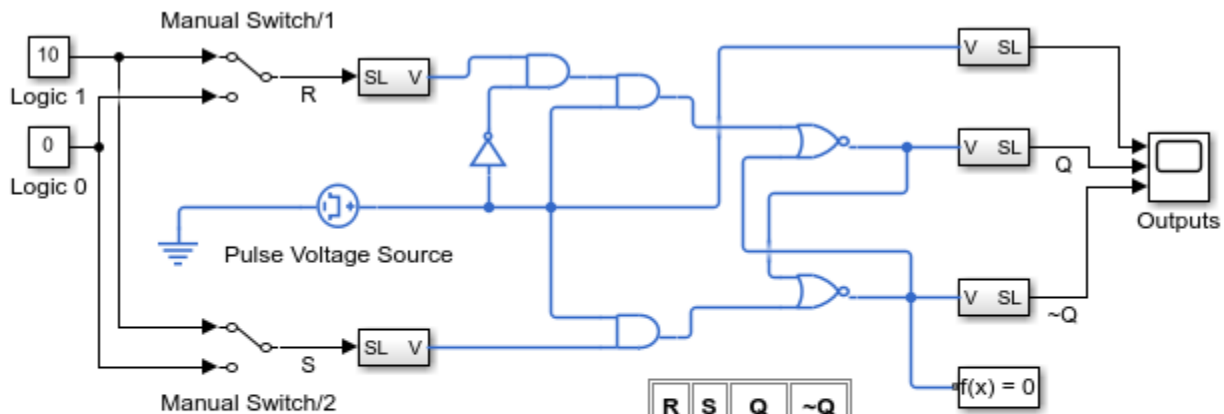 Manual Switch/1
10
Logic 1
R
SL V
V SL
0
Logic 0
V SL
Q
Outputs
Pulse Voltage Source
V SL
~Q
S
SL V
f(x) = 0
Manual Switch/2
R S Q ~Q